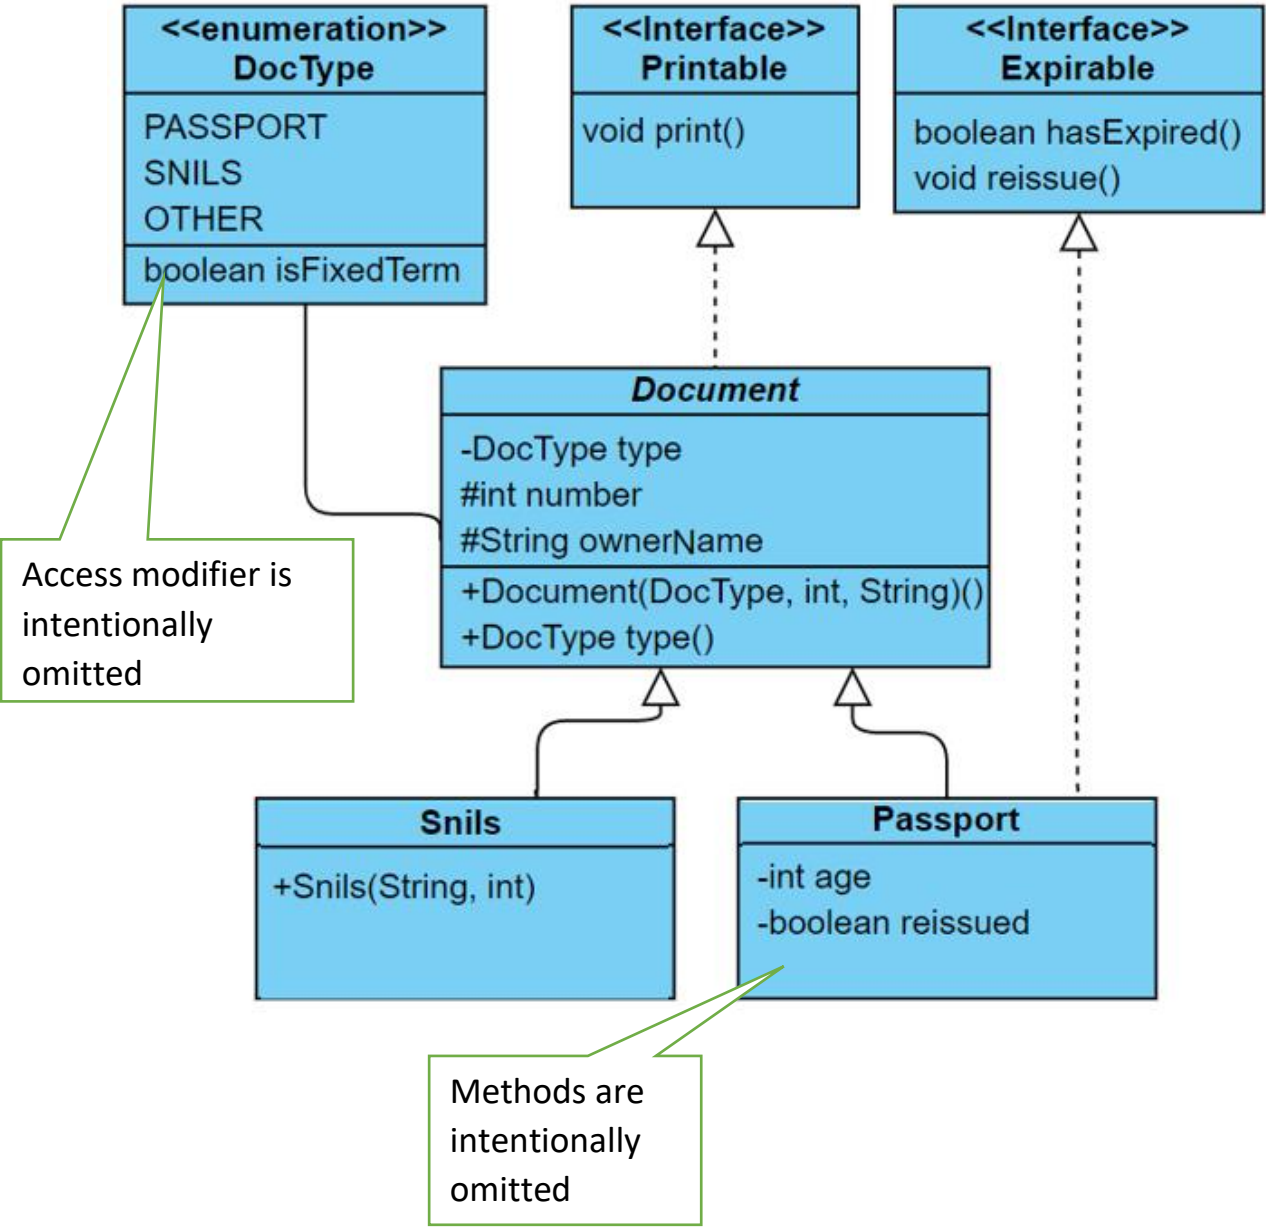 <<enumeration>>
DocType
PASSPORT
SNILS
OTHER
boolean isFixedTerm
<<Interface>>
Printable
void print()
<<Interface>>
Expirable
boolean hasExpired()
void reissue()
Document
-DocType type
#int number
#String ownerName
+Document(DocType, int, String)()
+DocType type()
Access modifier is
intentionally
omitted
Snils
+Snils(String, int)
Passport
-int age
-boolean reissued
Methods are
intentionally
omitted